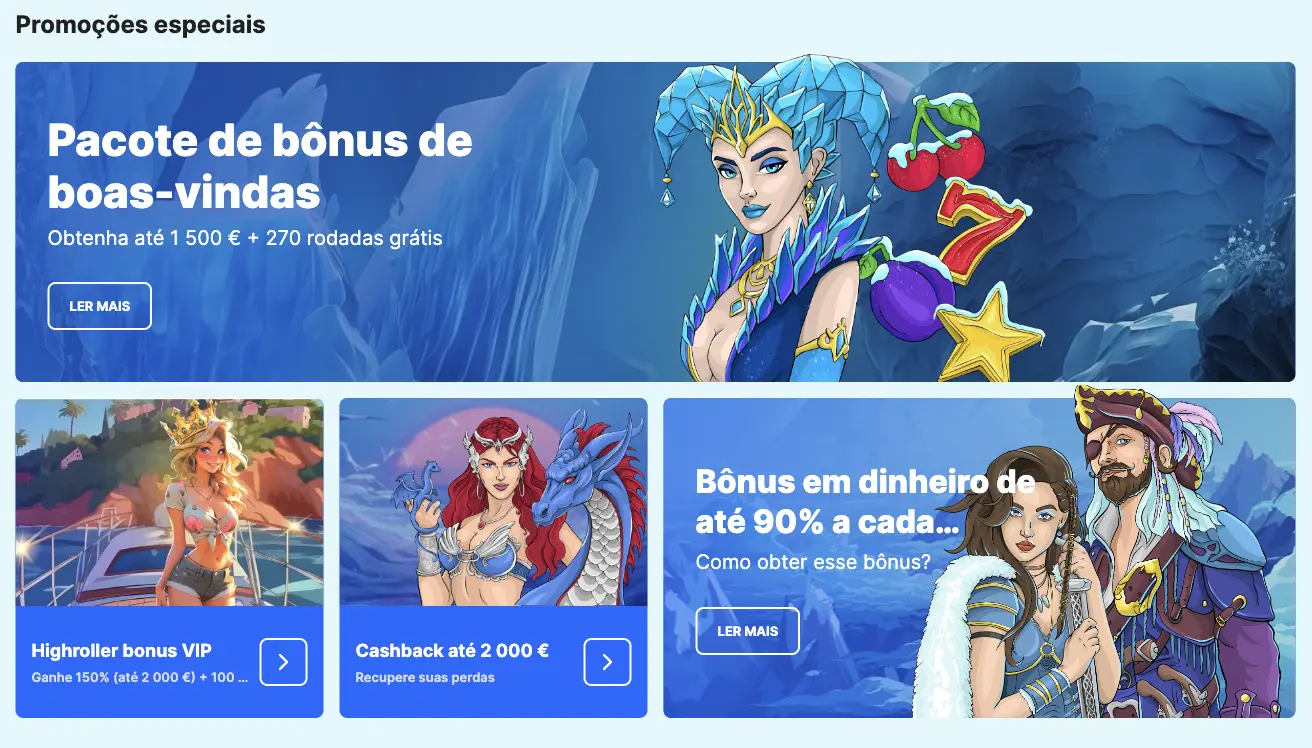 Promoções especiais
Pacote de bônus de
boas-vindas
Obtenha até 1 500 € + 270 rodadas grátis
LER MAIS
Highroller bonus VIP
Ganhe 150% (até 2 000 €) + 100 ...
Cashback até 2 000 €
Recupere suas perdas
Bônus em dinheiro de
até 90% a cada...
Como obter esse bônus?
LER MAIS